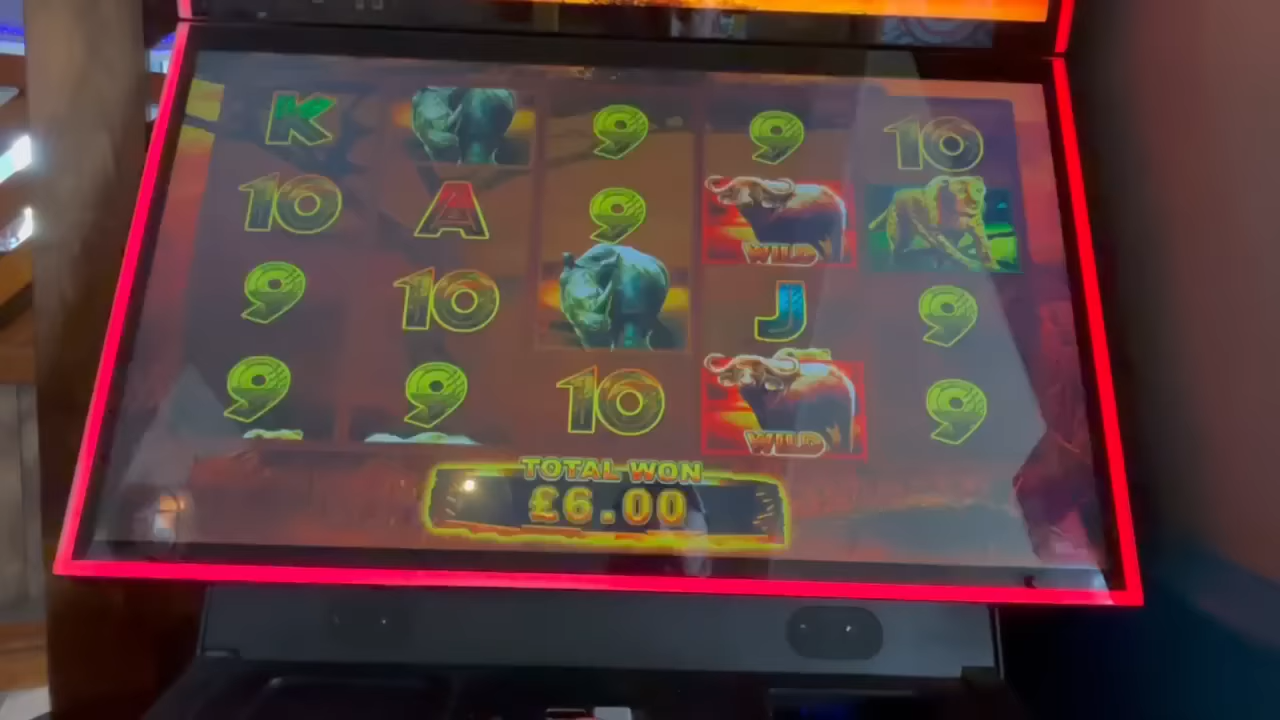 K 9 9 10
10 A 9 WILD
9 10 J 9
9 9 10 WILD 9
TOTAL WON
£6.00